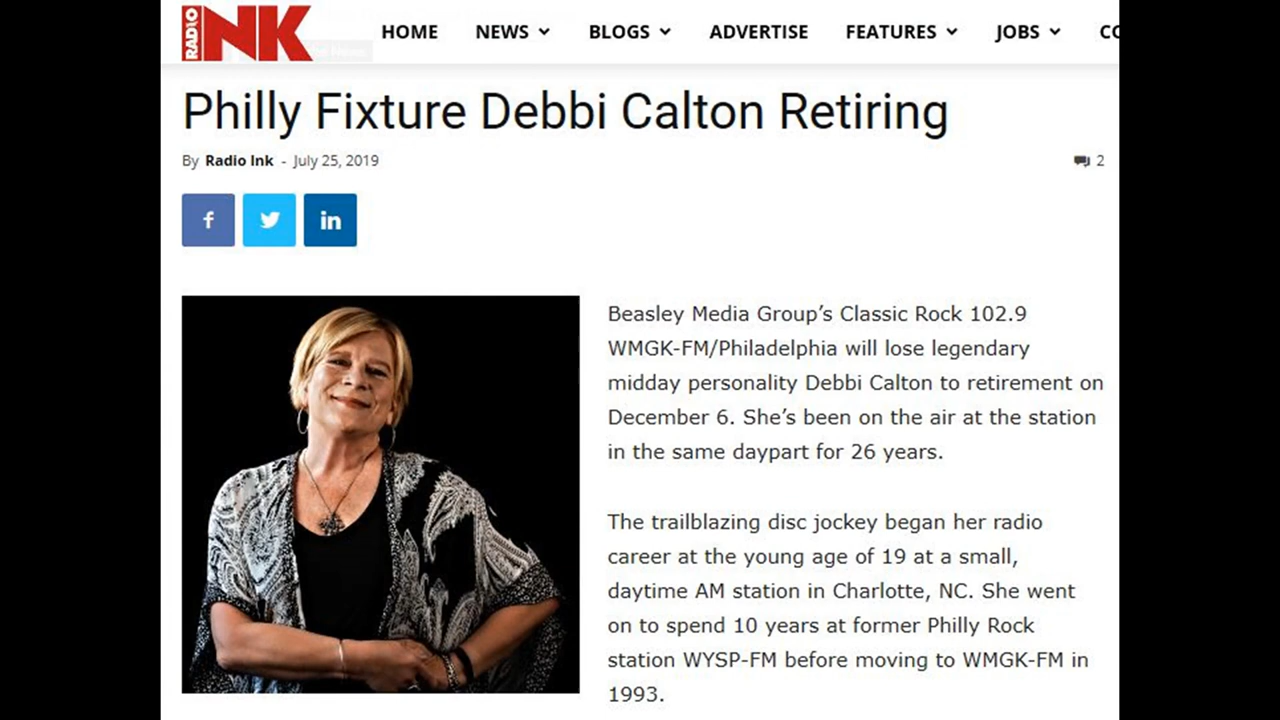 RADIO INK
HOME NEWS BLOGS ADVERTISE FEATURES JOBS CO
Philly Fixture Debbi Calton Retiring
By Radio Ink - July 25, 2019 2
f in
Beasley Media Group’s Classic Rock 102.9
WMGK-FM/Philadelphia will lose legendary
midday personality Debbi Calton to retirement on
December 6. She’s been on the air at the station
in the same daypart for 26 years.
The trailblazing disc jockey began her radio
career at the young age of 19 at a small,
daytime AM station in Charlotte, NC. She went
on to spend 10 years at former Philly Rock
station WYSP-FM before moving to WMGK-FM in
1993.